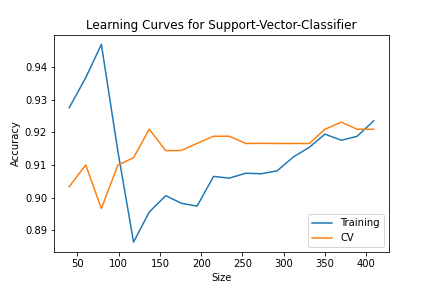 Learning Curves for Support-Vector-Classifier
Accuracy
0.94
0.93
0.92
0.91
0.90
0.89
50 100 150 200 250 300 350 400
Size
Training
CV